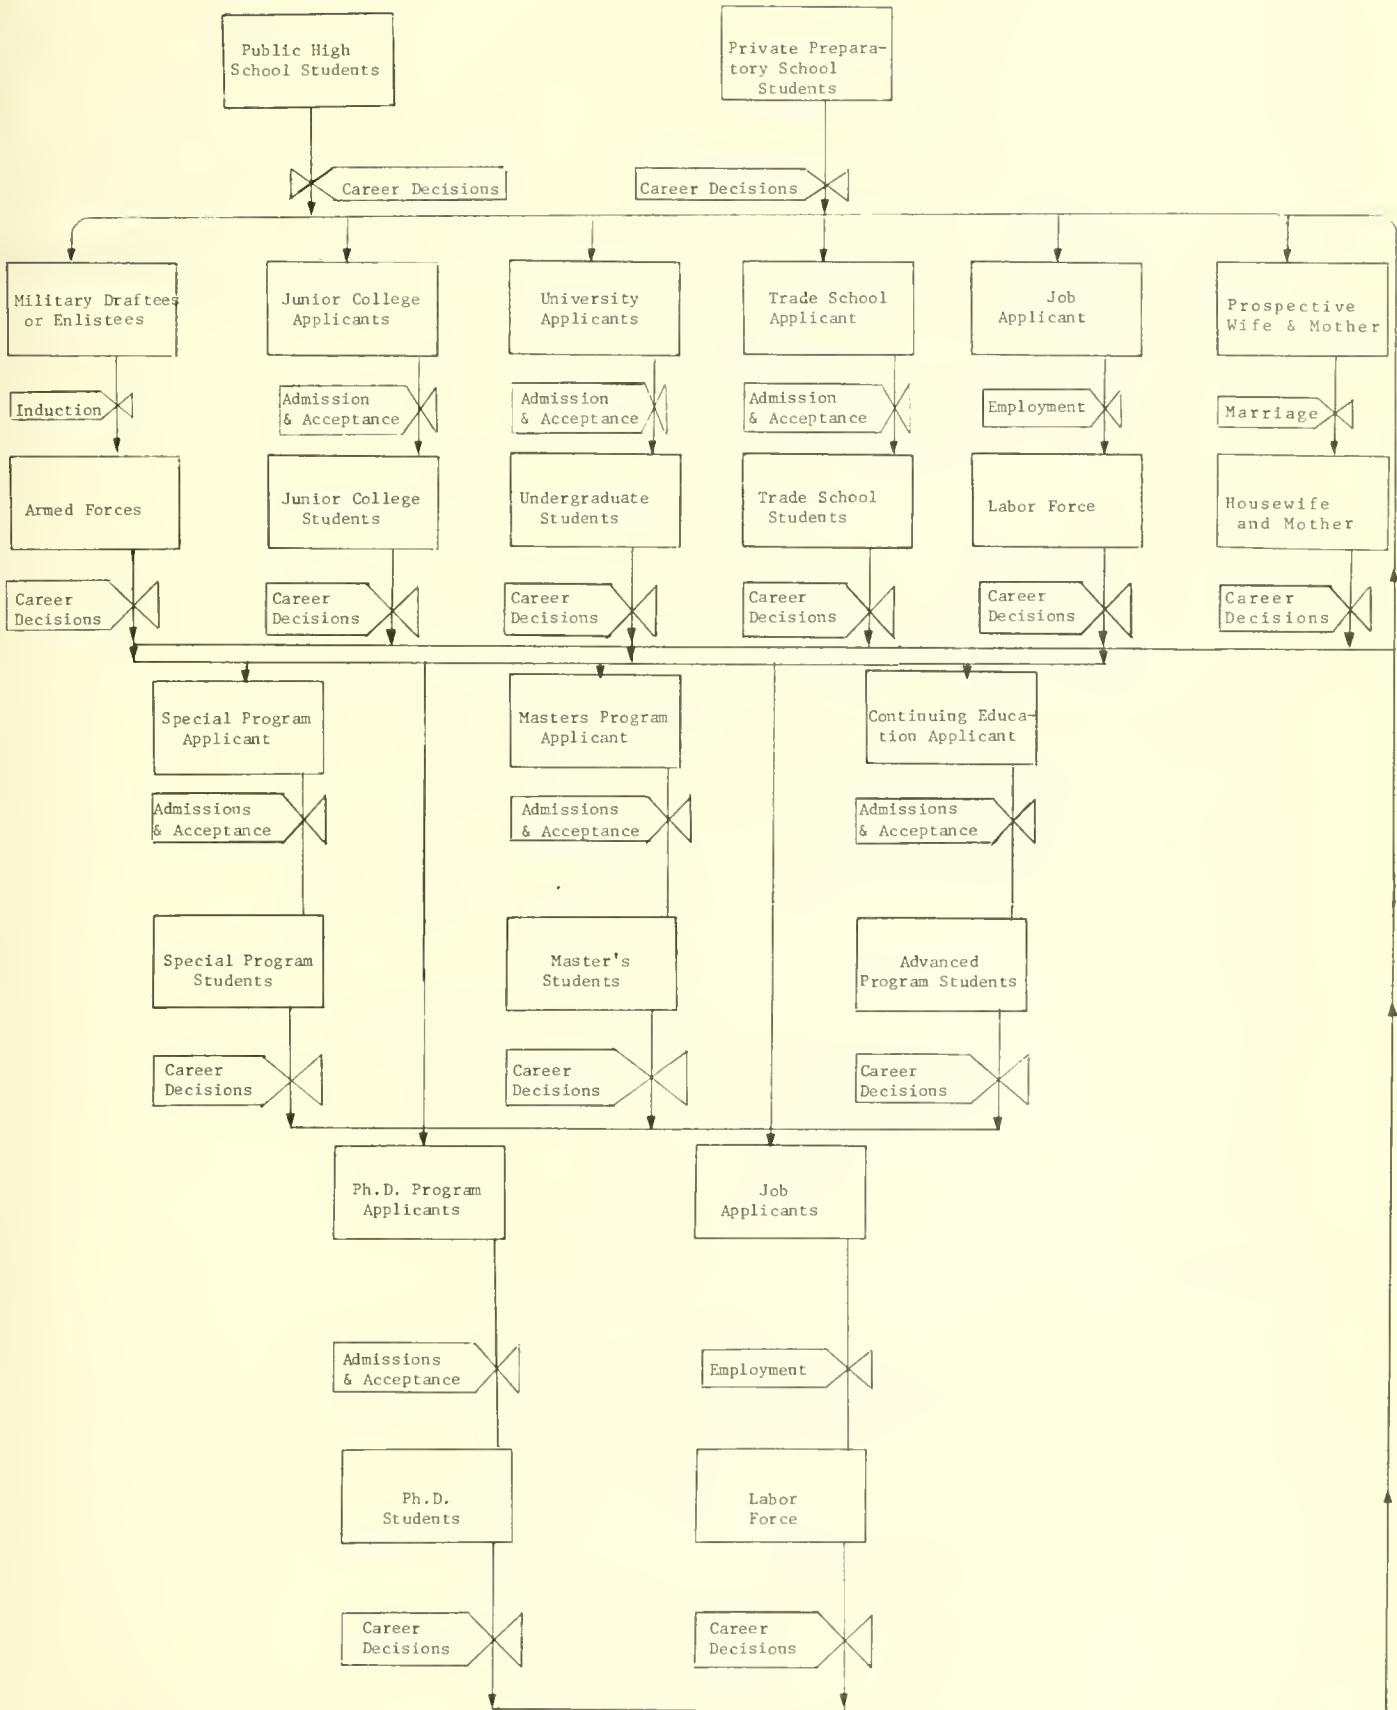 Public High
School Students
Private Prepara-
tory School
Students
Career Decisions
Career Decisions
Military Draftees
or Enlistees
Junior College
Applicants
University
Applicants
Trade School
Applicant
Job
Applicant
Prospective
Wife & Mother
Induction
Admission
& Acceptance
Admission
& Acceptance
Admission
& Acceptance
Employment
Marriage
Armed Forces
Junior College
Students
Undergraduate
Students
Trade School
Students
Labor Force
Housewife
and Mother
Career
Decisions
Career
Decisions
Career
Decisions
Career
Decisions
Career
Decisions
Career
Decisions
Special Program
Applicant
Masters Program
Applicant
Continuing Educa-
tion Applicant
Admissions
& Acceptance
Admissions
& Acceptance
Admissions
& Acceptance
Special Program
Students
Master's
Students
Advanced
Program Students
Career
Decisions
Career
Decisions
Career
Decisions
Ph.D. Program
Applicants
Job
Applicants
Admissions
& Acceptance
Employment
Ph.D.
Students
Labor
Force
Career
Decisions
Career
Decisions